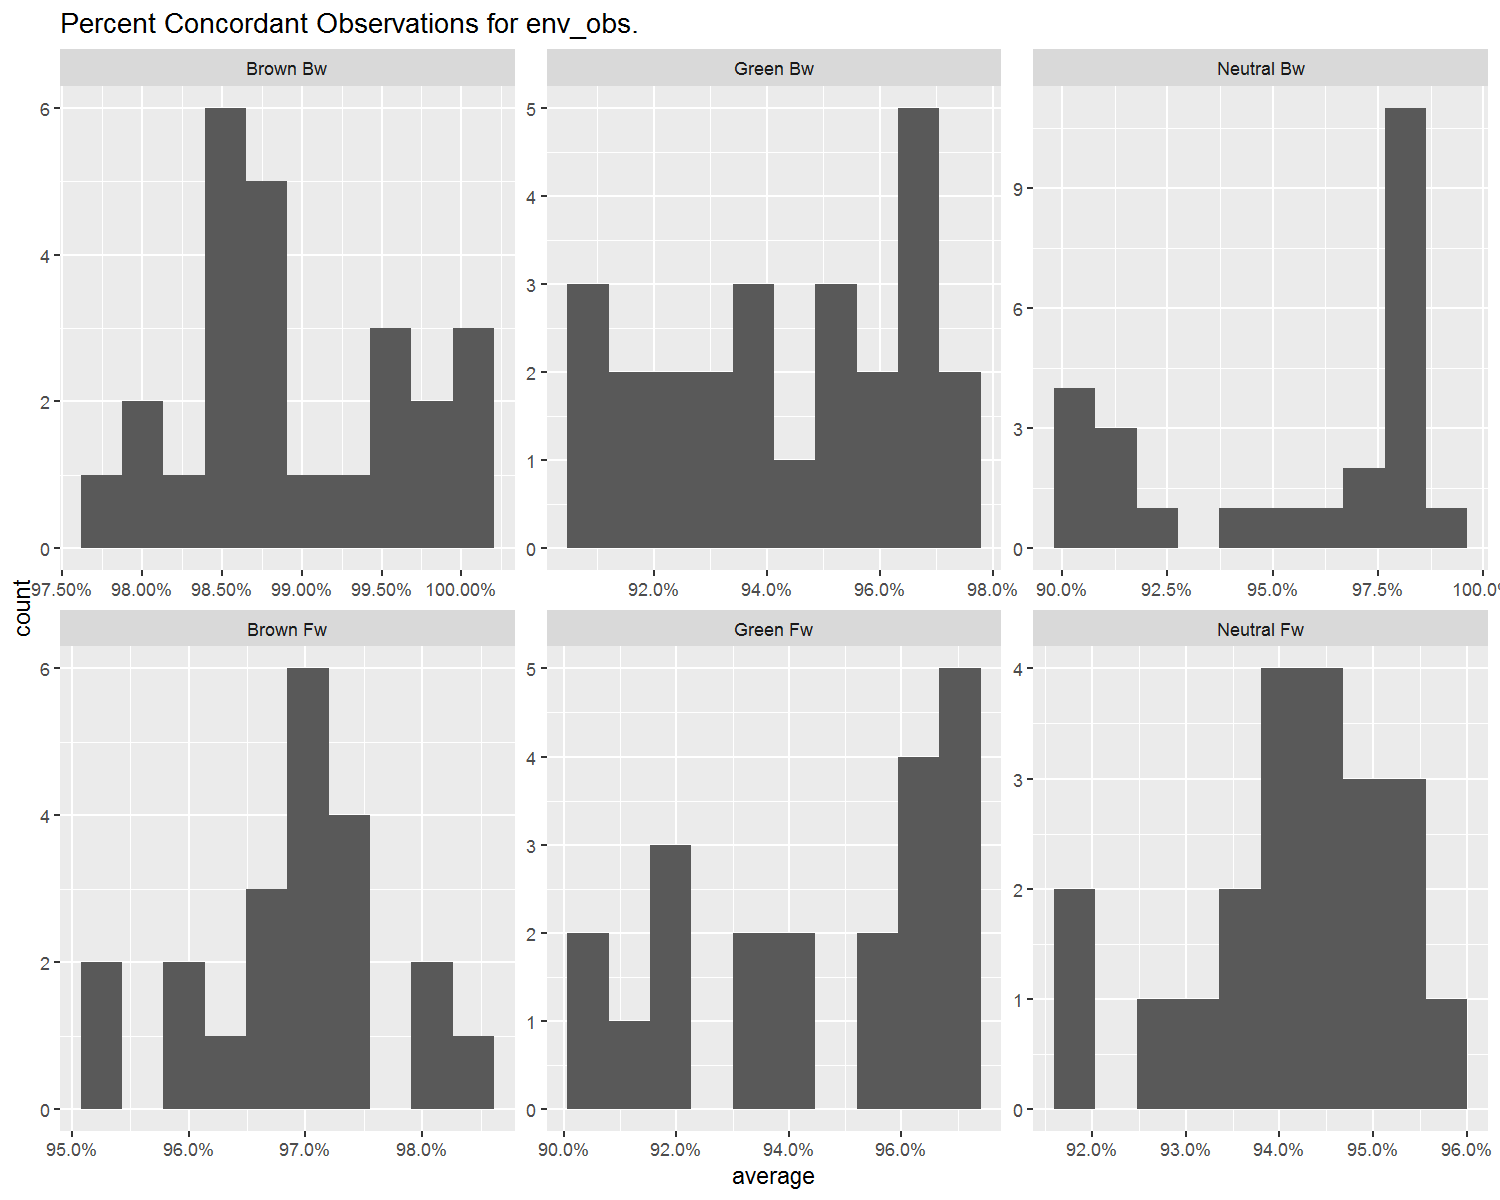 Percent Concordant Observations for env_obs.
Brown Bw
Green Bw
Neutral Bw
6
4
2
0
5
4
3
2
1
0
9
6
3
0
97.50% 98.00% 98.50% 99.00% 99.50% 100.00%
92.0% 94.0% 96.0% 98.0%
90.0% 92.5% 95.0% 97.5% 100.0%
count
Brown Fw
Green Fw
Neutral Fw
6
4
2
0
5
4
3
2
1
0
4
3
2
1
0
95.0% 96.0% 97.0% 98.0%
90.0% 92.0% 94.0% 96.0%
92.0% 93.0% 94.0% 95.0% 96.0%
average